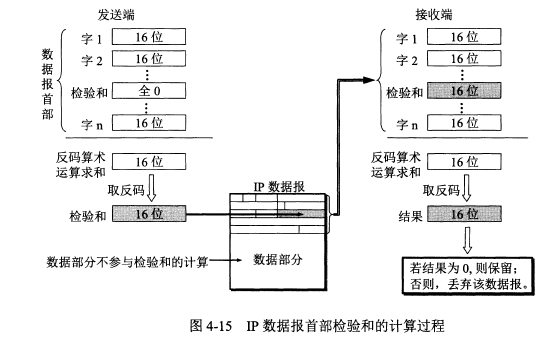 发送端
数据报首部
字 1 16 位
字 2 16 位
检验和 全 0
字 n 16 位
反码算术
运算求和 16 位
取反码
检验和 16 位
数据部分不参与检验和的计算
IP 数据报
数据部分
接收端
字 1 16 位
字 2 16 位
检验和 16 位
字 n 16 位
反码算术
运算求和 16 位
取反码
结果 16 位
若结果为 0, 则保留;
否则，丢弃该数据报。
图 4-15 IP 数据报首部检验和的计算过程